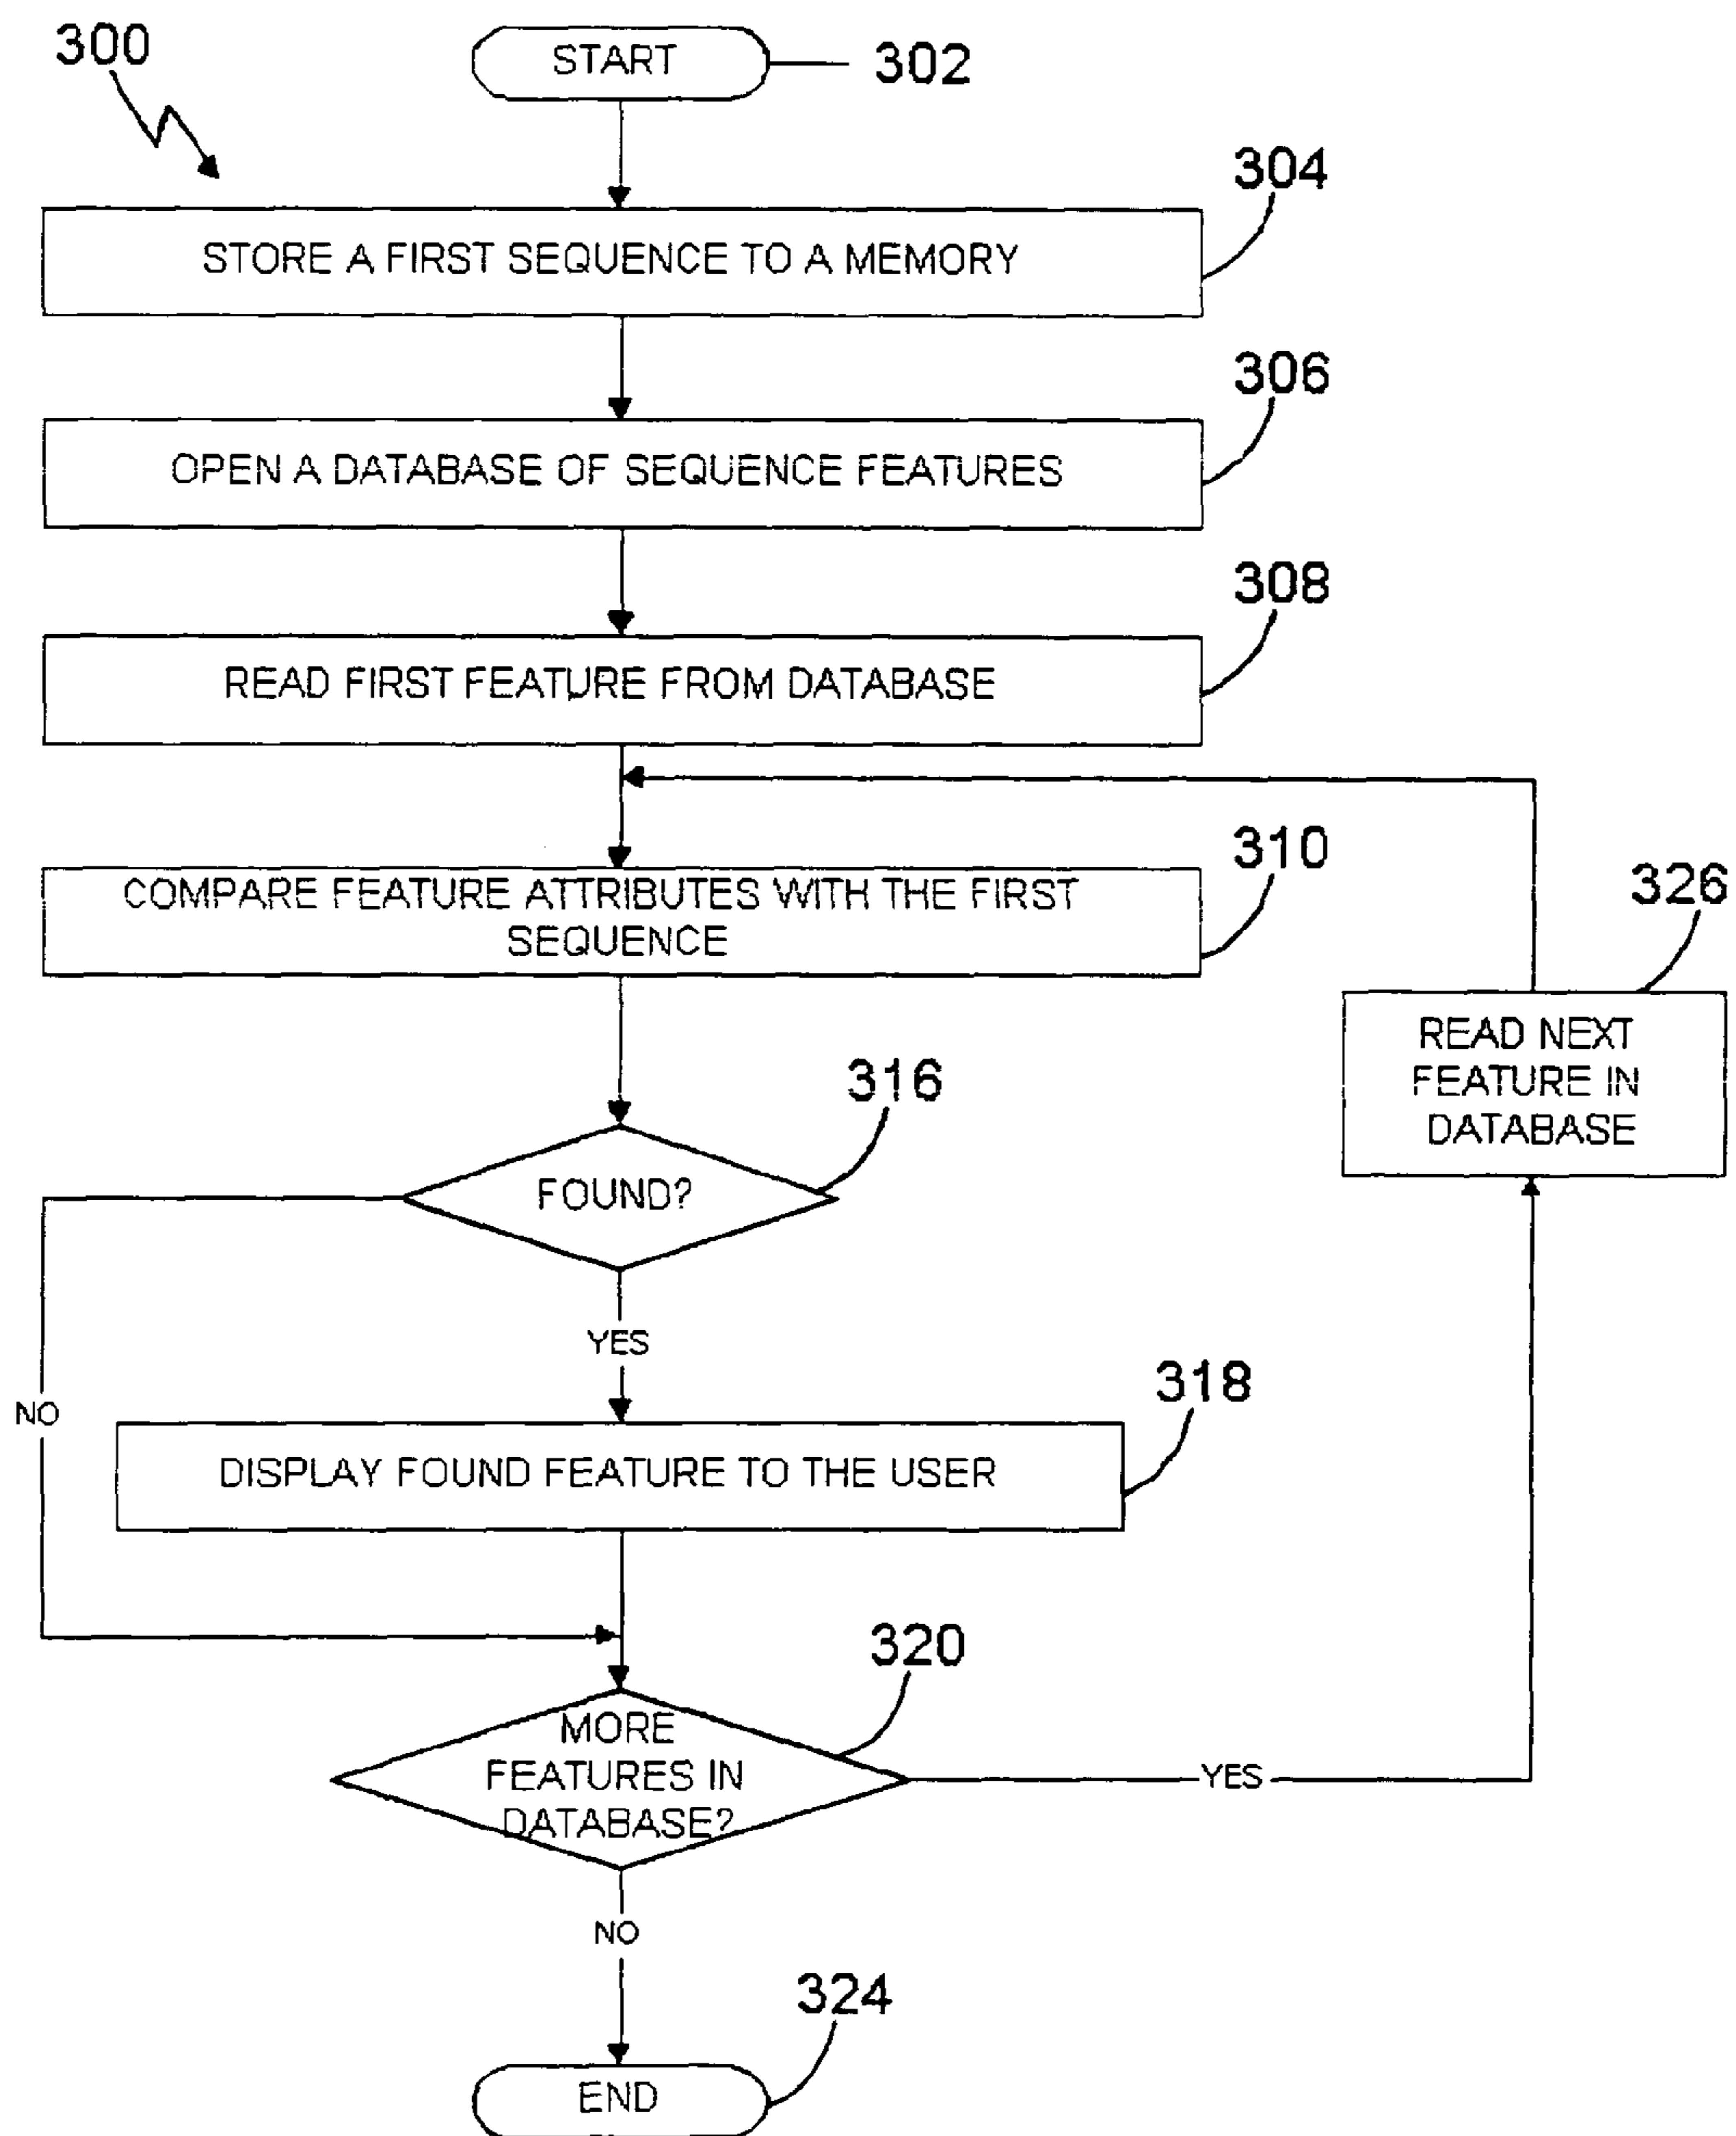 300
START
302
304
STORE A FIRST SEQUENCE TO A MEMORY
306
OPEN A DATABASE OF SEQUENCE FEATURES
308
READ FIRST FEATURE FROM DATABASE
310
COMPARE FEATURE ATTRIBUTES WITH THE FIRST
SEQUENCE
326
READ NEXT
FEATURE IN
DATABASE
316
FOUND?
YES
NO
318
DISPLAY FOUND FEATURE TO THE USER
320
MORE
FEATURES IN
DATABASE?
YES
NO
324
END